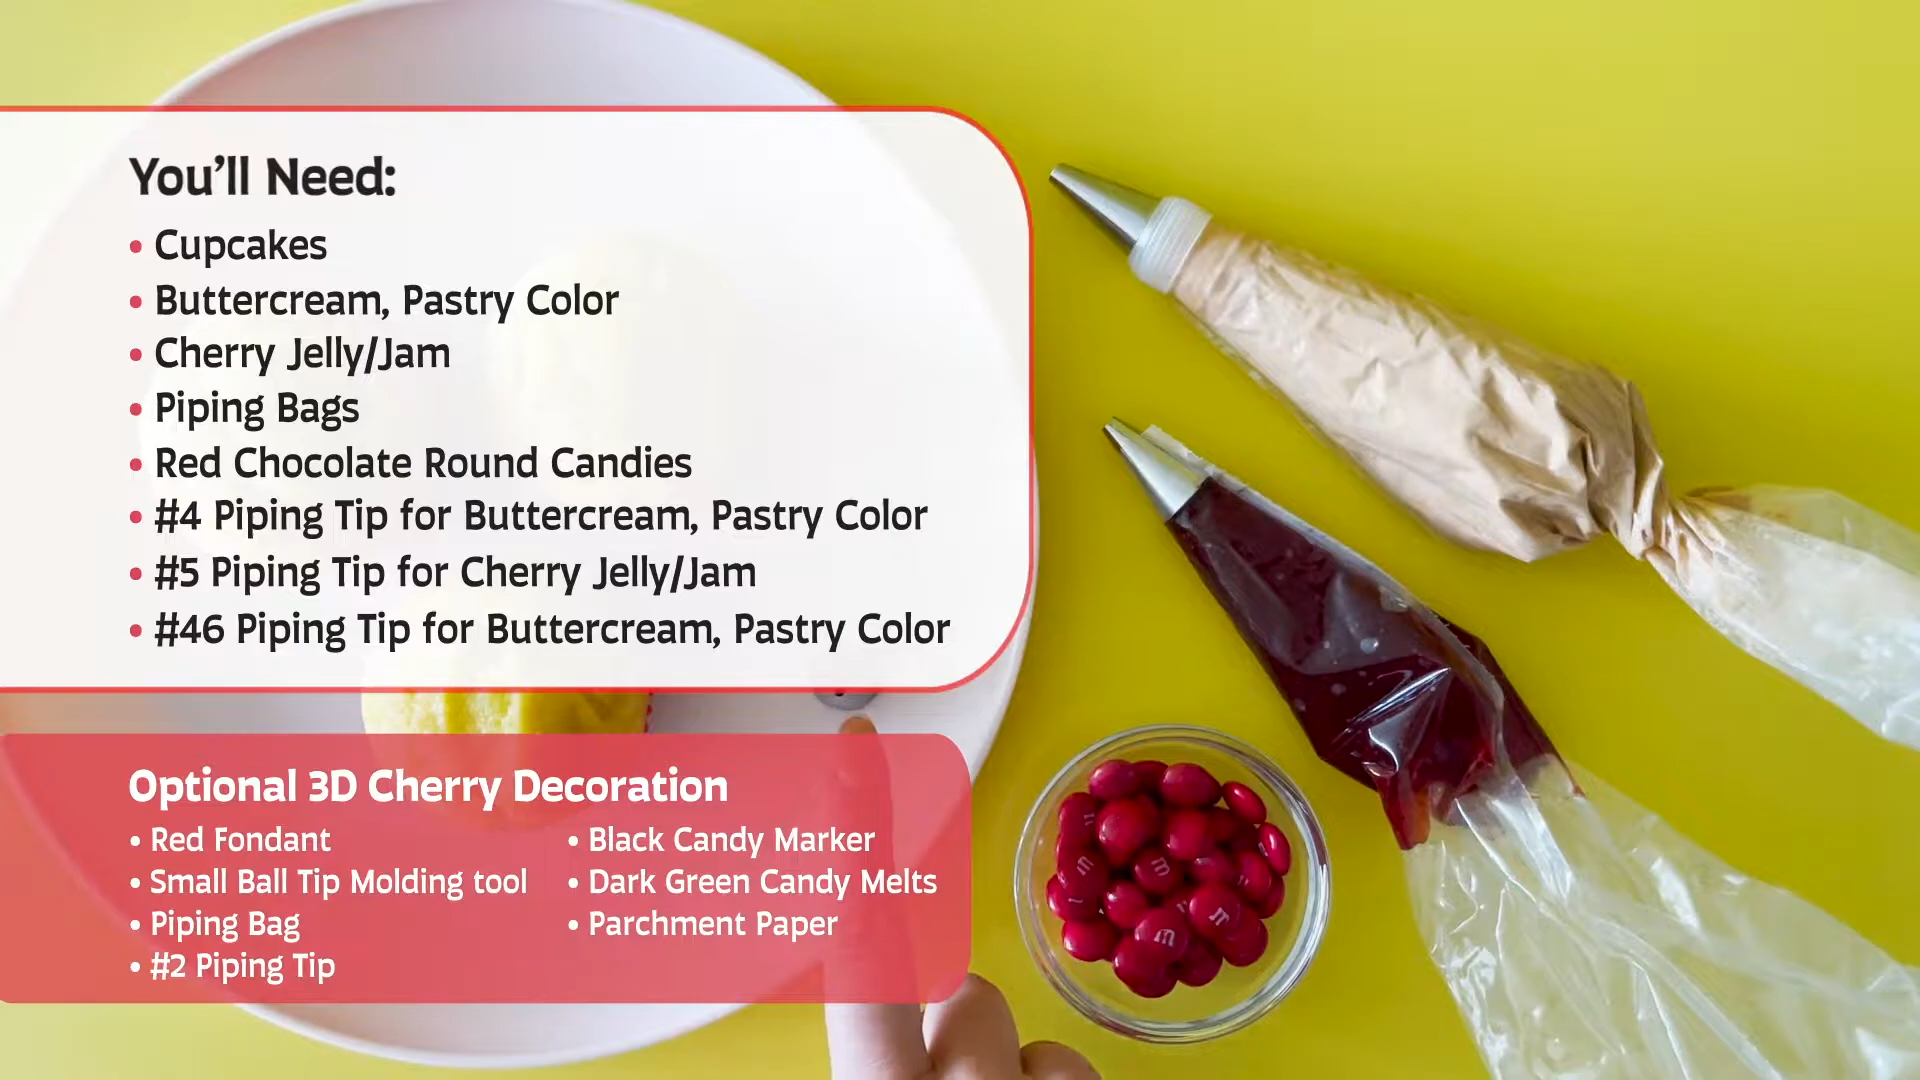 You'll Need:
• Cupcakes
• Buttercream, Pastry Color
• Cherry Jelly/Jam
• Piping Bags
• Red Chocolate Round Candies
• #4 Piping Tip for Buttercream, Pastry Color
• #5 Piping Tip for Cherry Jelly/Jam
• #46 Piping Tip for Buttercream, Pastry Color
Optional 3D Cherry Decoration
• Red Fondant
• Small Ball Tip Molding tool
• Piping Bag
• #2 Piping Tip
• Black Candy Marker
• Dark Green Candy Melts
• Parchment Paper
m
m
m
m